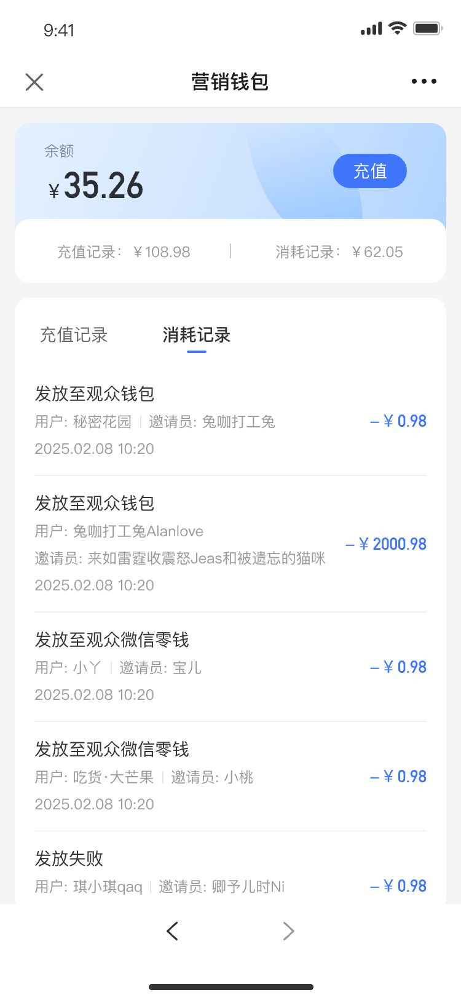 9:41
营销钱包
余额
¥35.26
充值
充值记录：¥108.98 | 消耗记录：¥62.05
充值记录 消耗记录
发放至观众钱包
用户: 秘密花园 | 邀请员: 兔咖打工兔
–¥0.98
2025.02.08 10:20
发放至观众钱包
用户: 兔咖打工兔Alanlove
–¥2000.98
邀请员: 来如雷霆收震怒Jeas和被遗忘的猫咪
2025.02.08 10:20
发放至观众微信零钱
用户: 小丫 | 邀请员: 宝儿
–¥0.98
2025.02.08 10:20
发放至观众微信零钱
用户: 吃货·大芒果 | 邀请员: 小桃
–¥0.98
2025.02.08 10:20
发放失败
用户: 琪小琪qaq | 邀请员: 卿予儿时Ni
–¥0.98